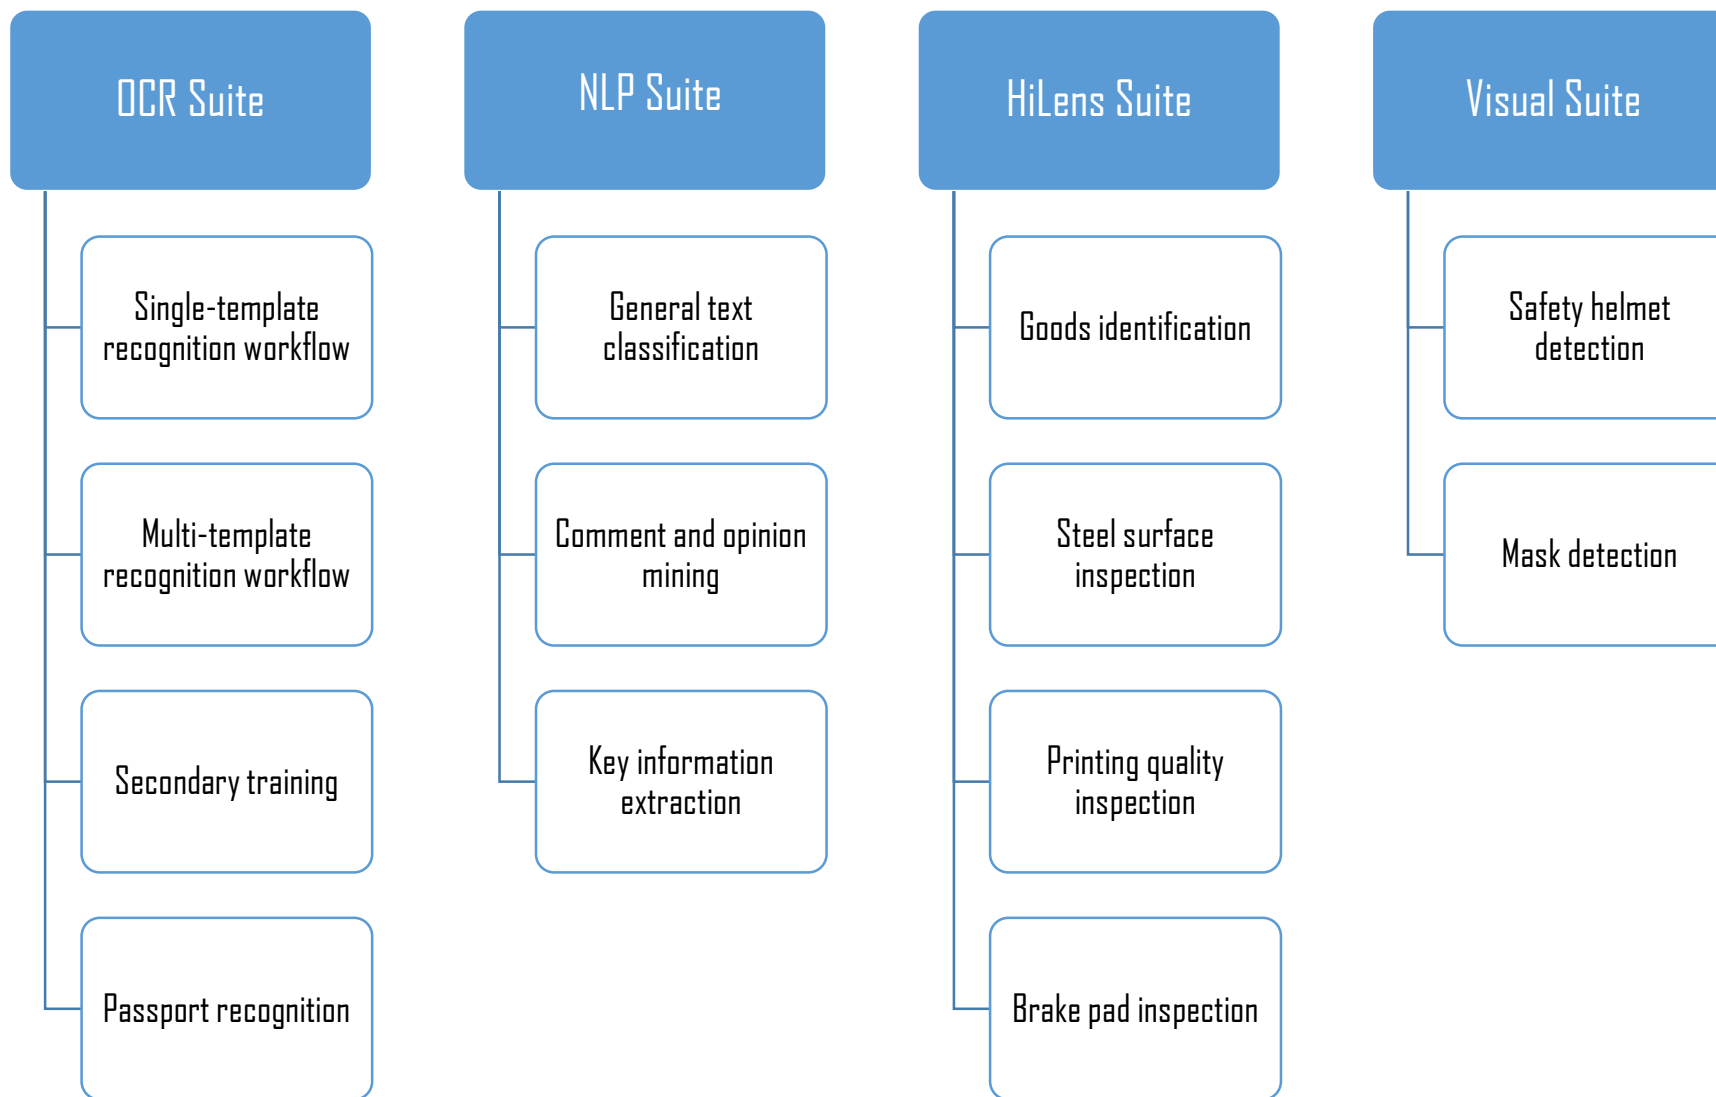 OCR Suite
Single-template
recognition workflow
Multi-template
recognition workflow
Secondary training
Passport recognition
NLP Suite
General text
classification
Comment and opinion
mining
Key information
extraction
HiLens Suite
Goods identification
Steel surface
inspection
Printing quality
inspection
Brake pad inspection
Visual Suite
Safety helmet
detection
Mask detection